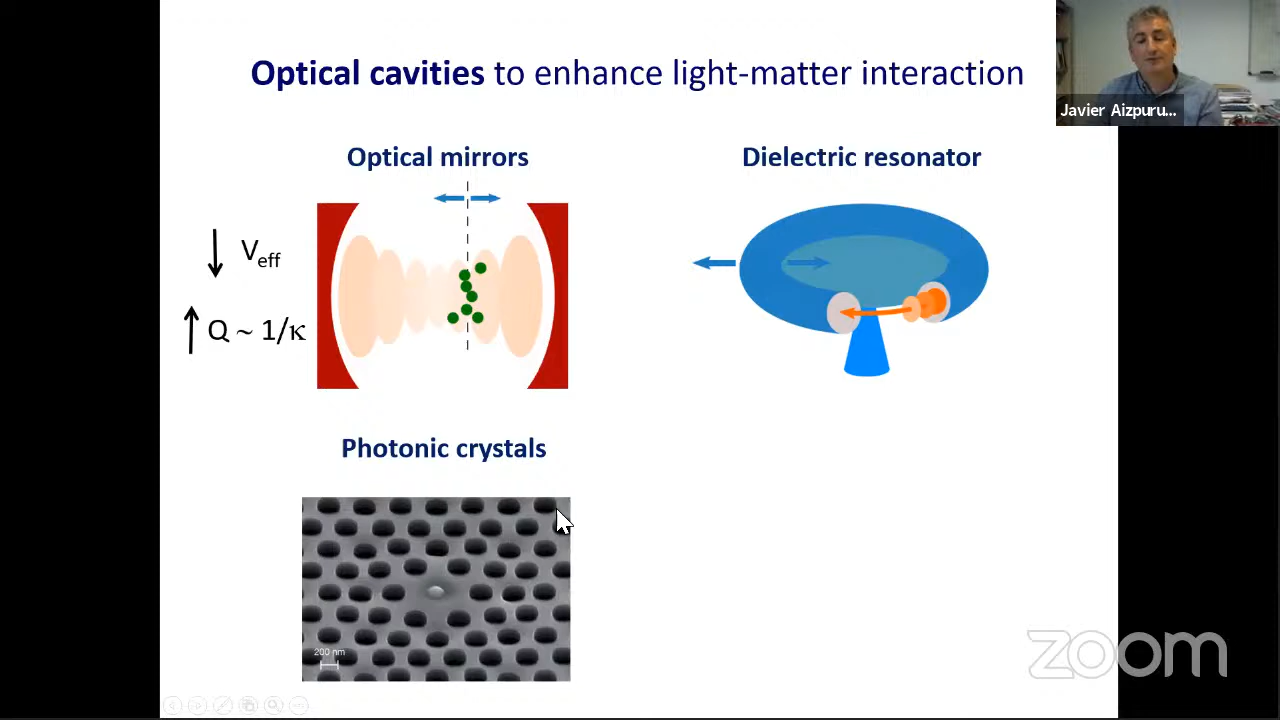 Optical cavities to enhance light-matter interaction
Javier Aizpuru...
Optical mirrors
Dielectric resonator
↓ Veff
↑ Q ~ 1/κ
Photonic crystals
200 nm
zoom